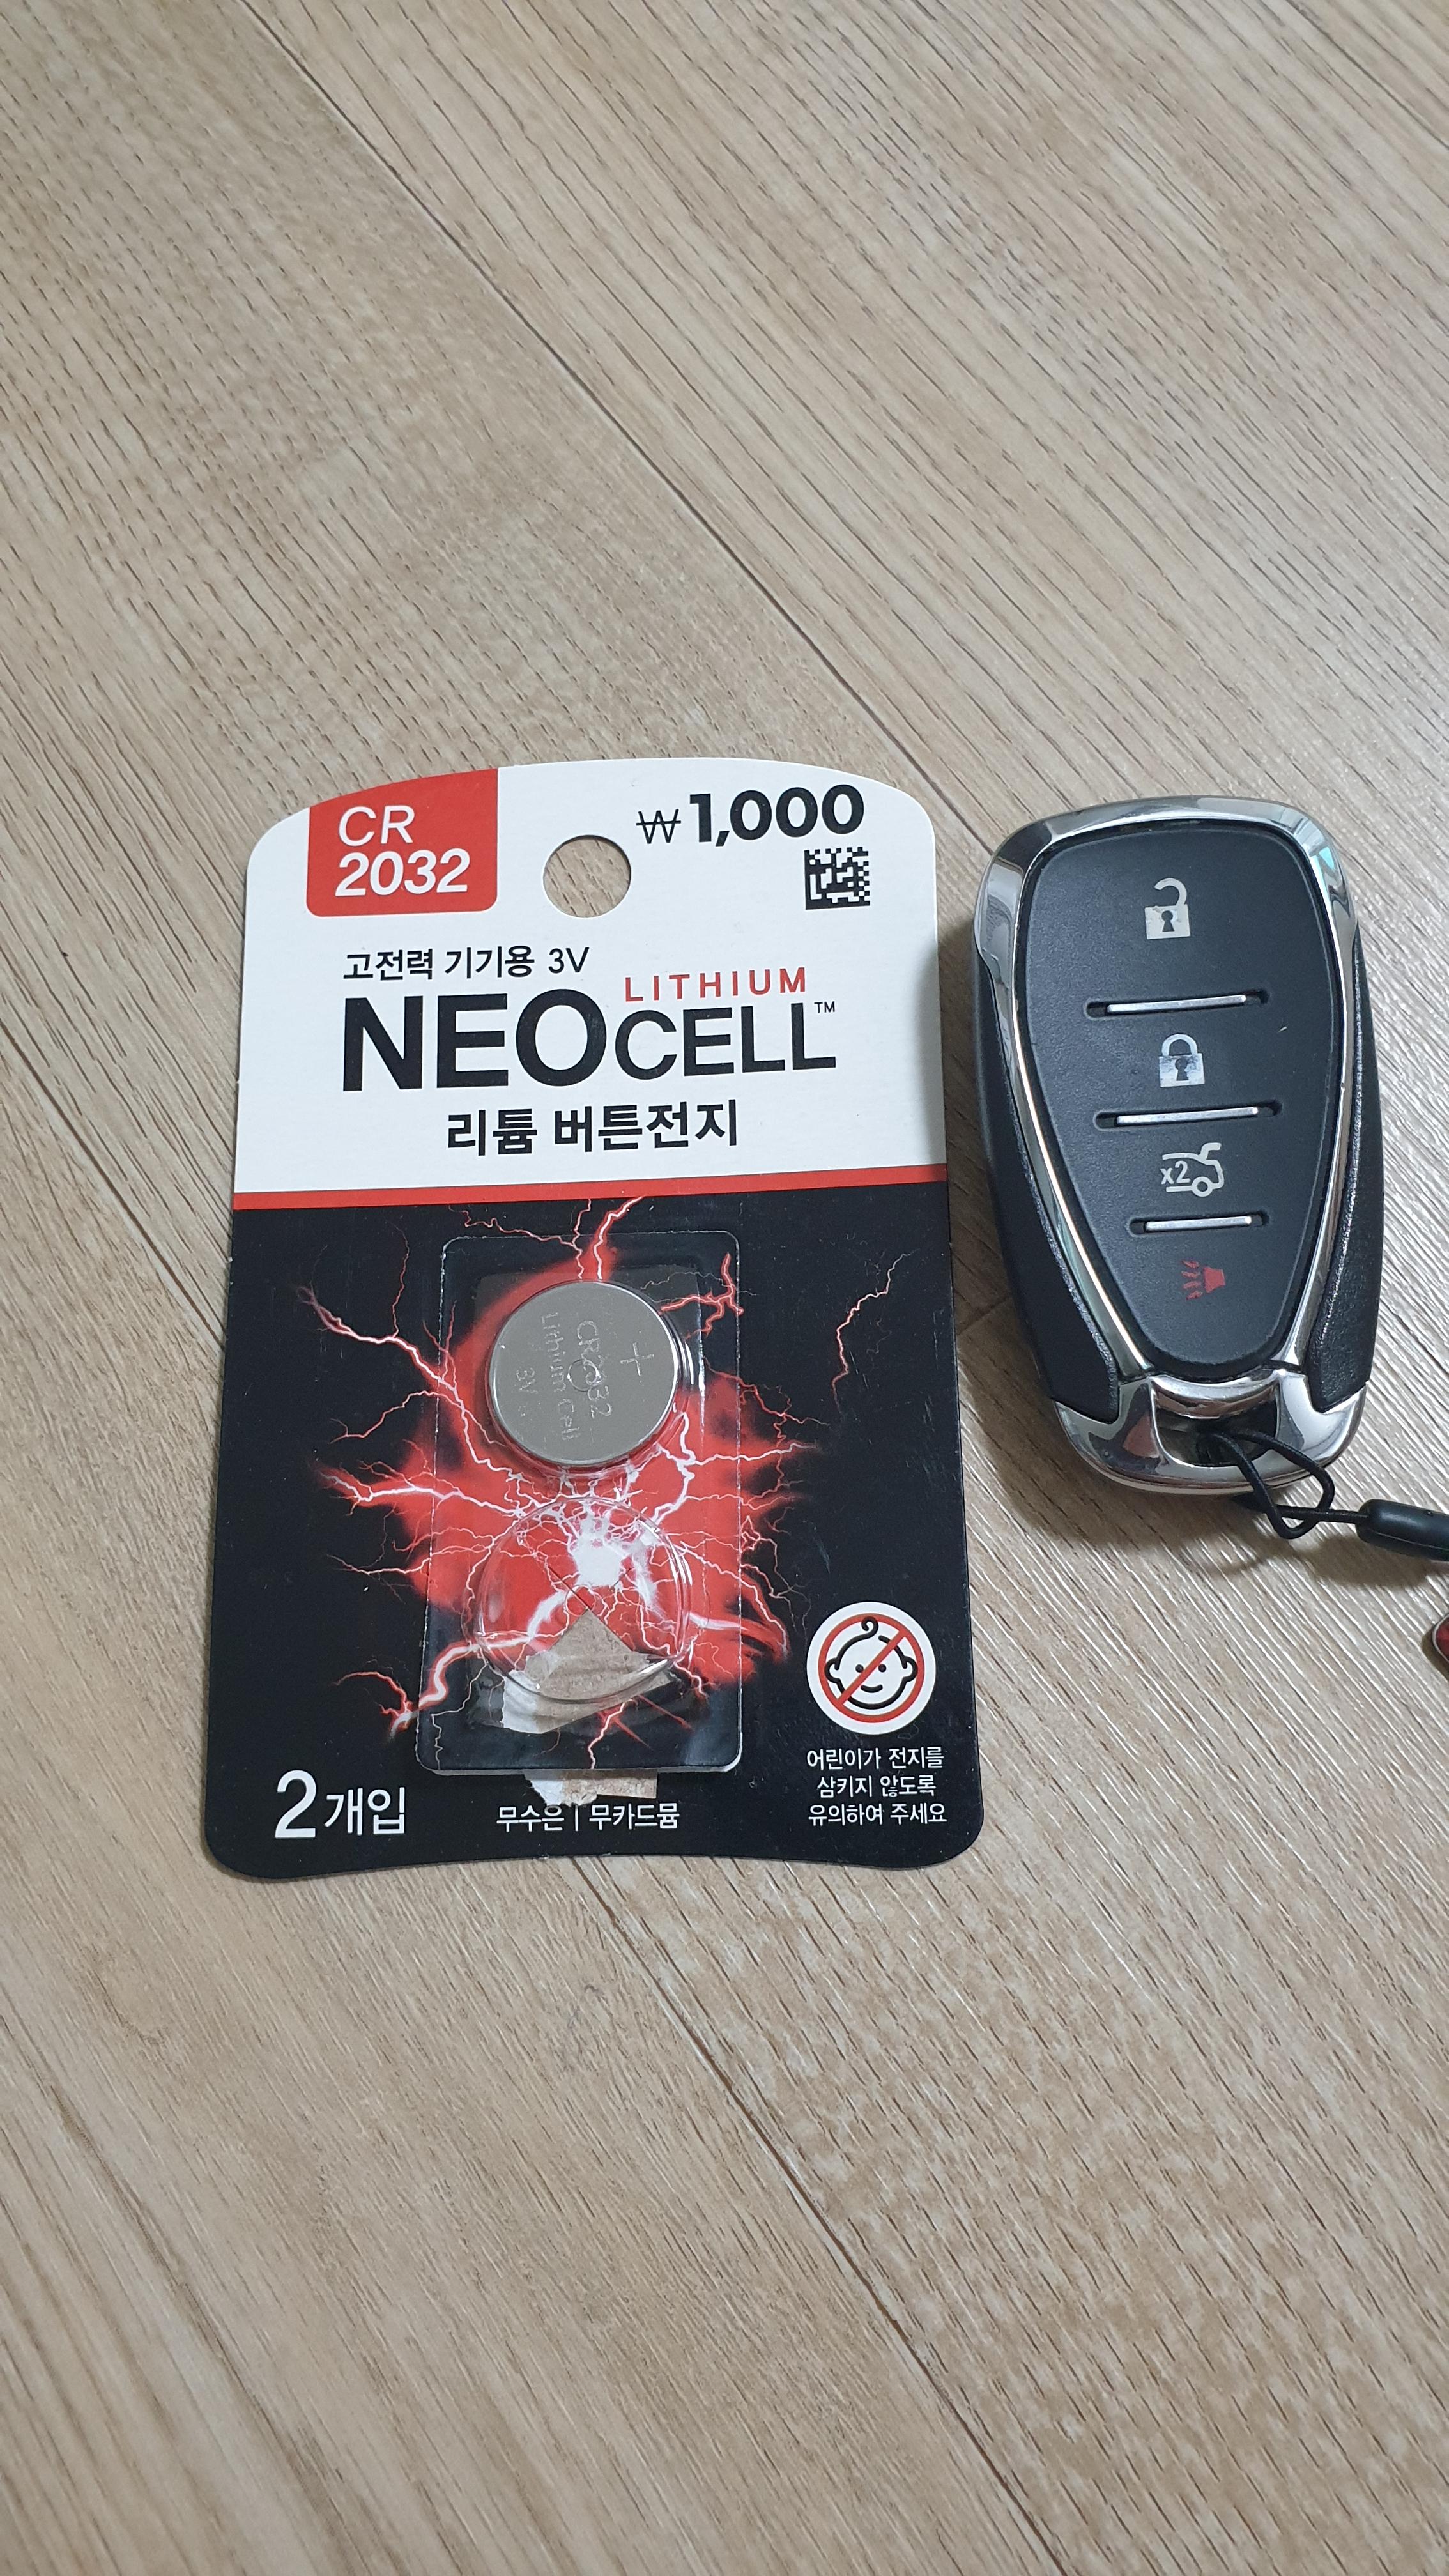 CR
2032
₩1,000
고전력 기기용 3V
LITHIUM
NEOCELL™
리튬 버튼전지
+
CR2032
Lithium Cell
3V
x2
2개입
무수은 | 무카드뮴
어린이가 전지를
삼키지 않도록
유의하여 주세요